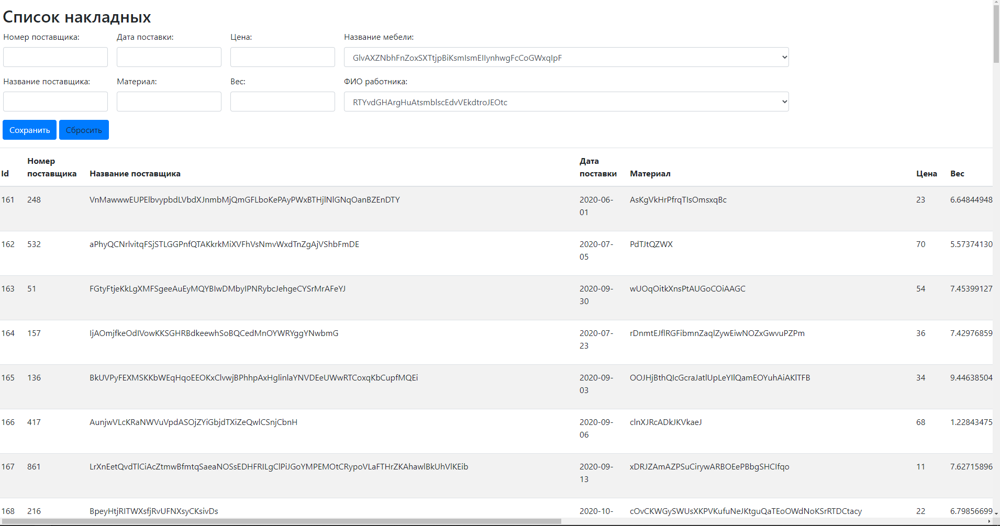 Список накладных
Номер поставщика: Дата поставки: Цена: Название мебели:
GlvAXZNbhFnZoxSXTtjpBiKsmIsmEIIynhwgFcCoGWxqIpF
Название поставщика: Материал: Вес: ФИО работника:
RTYvdGHArgHuAtsmblscEdvVEkdtroJEOtc
Сохранить Сбросить
Id Номер поставщика Название поставщика Дата поставки Материал Цена Вес
161 248 VnMawwwEUPElbvypbdLVbdXJnmbMjQmGFLboKePAyPWxBTHjlNlGNqOanBZEnDTY 2020-06-01 AsKgVkHrPfrqTIsOmsxqBc 23 6.64844948
162 532 aPhyQCNrlvitqFSjSTLGGPnfQTAKkrkMiXVFhVsNmvWxdTnZgAjVShbFmDE 2020-07-05 PdTJtQZWX 70 5.57374130
163 51 FGtyFtjeKkLgXMFSgeeAuEyMQYBIwDMbyIPNRybcJehgeCYSrMrAFeYJ 2020-09-30 wUOqOitkXnsPtAUGoCOiAAGC 54 7.45399127
164 157 IjAOmjfkeOdIVowKKSGHRBdkeewhSoBQCedMnOYWRYggYNwbmG 2020-07-23 rDnmtEJflRGFibmnZaqlZywEiwNOZxGwvuPZPm 36 7.42976859
165 136 BkUVPyFEXMSKKbWEqHqoEEOKxClvwjBPhhpAxHglinlaYNVDEeUWwRTCoxqKbCupfMQEi 2020-09-03 OOJHjBthQIcGcraJatlUpLeYIlQamEOYuhAiAKlTFB 34 9.44638504
166 417 AunjwVLcKRaNWVuVpdASOjZYiGbjdTXiZeQwlCSnjCbnH 2020-09-06 clnXJRcADkJKVkaeJ 68 1.22843475
167 861 LrXnEetQvdTlCiAcZtmwBfmtqSaeaNOSsEDHFRILgClPiJGoYMPEMOtCRypoVLaFTHrZKAhawlBkUhVlKEib 2020-09-13 xDRJZAmAZPSuCirywARBOEePBbgSHCIfqo 11 7.62715896
168 216 BpeyHtjRITWXsfjRvUFNXsyCKsivDs 2020-10- cOvCKWGySWUsXKPVKufuNeJKtguQaTEoOWdNoKSrRTDCtacy 22 6.79856699